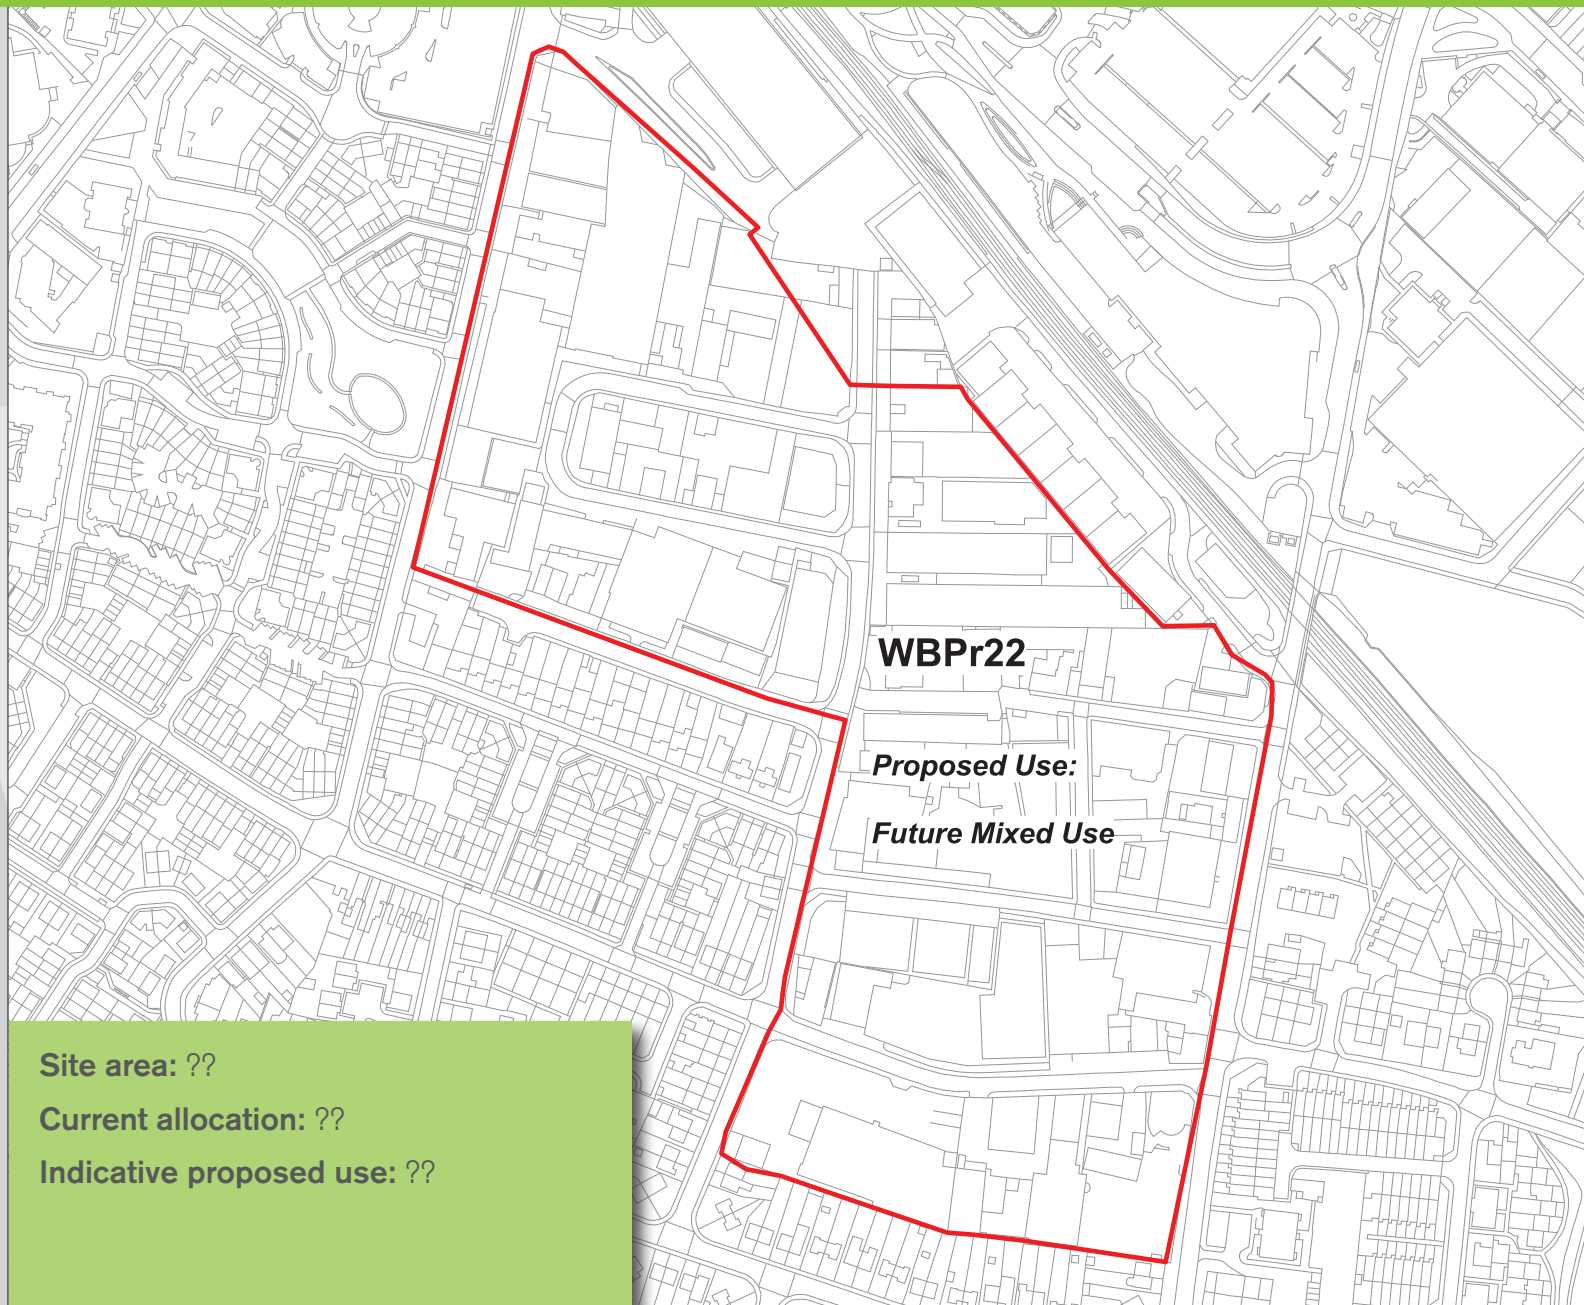 WBPr22
Proposed Use:
Future Mixed Use
Site area: ??
Current allocation: ??
Indicative proposed use: ??